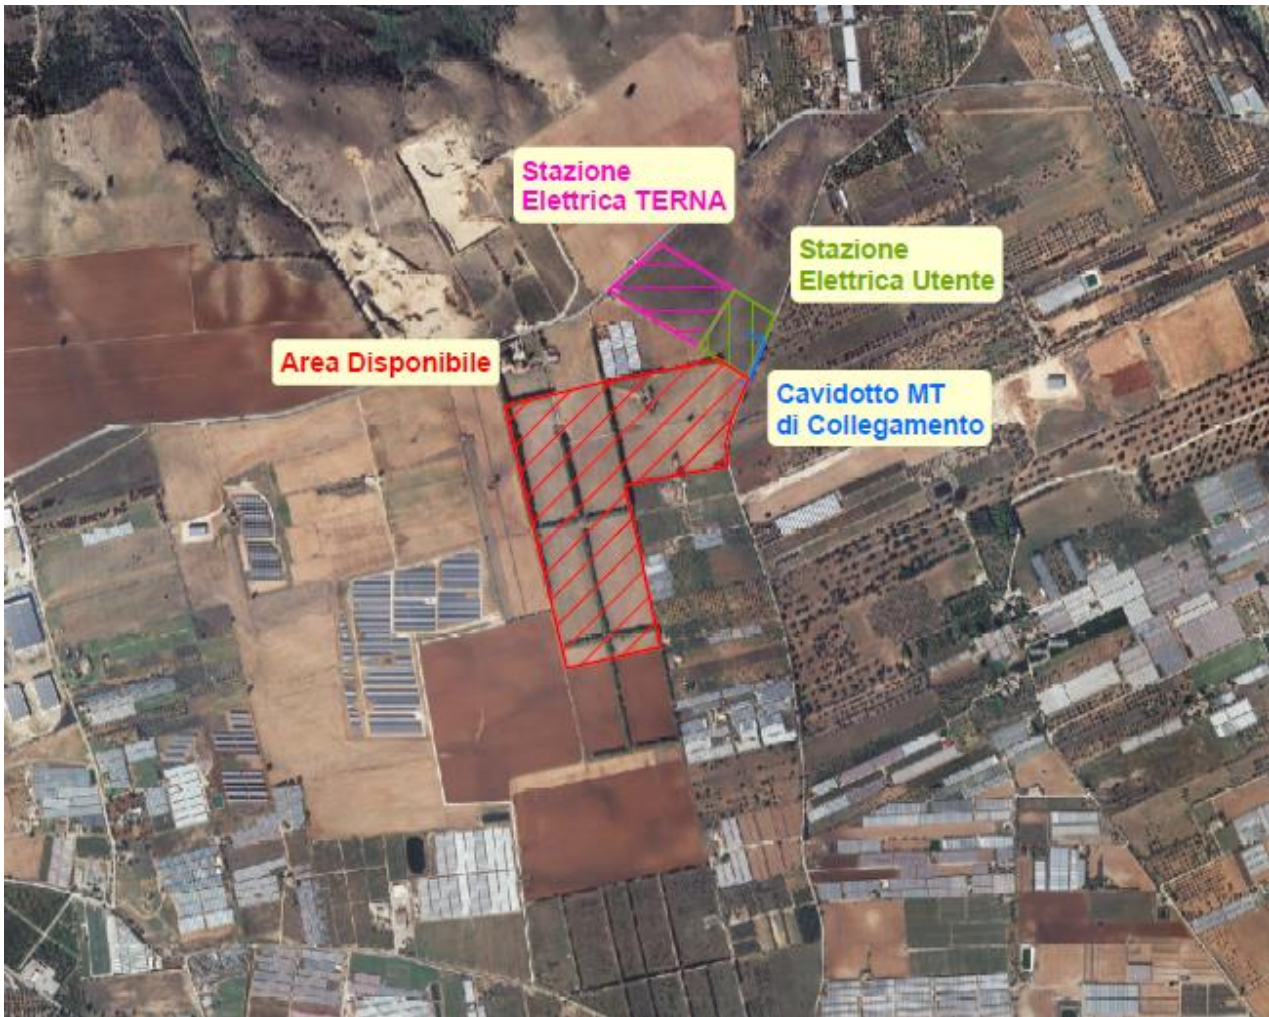 Stazione
Elettrica TERNA
Stazione
Elettrica Utente
Area Disponibile
Cavidotto MT
di Collegamento